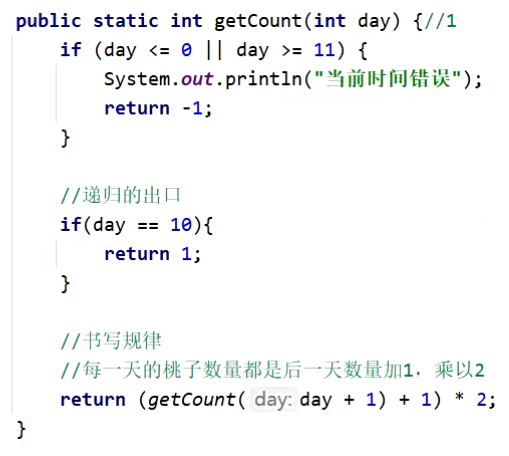 public static int getCount(int day) {//1
if (day <= 0 || day >= 11) {
System.out.println("当前时间错误");
return -1;
}
//递归的出口
if(day == 10){
return 1;
}
//书写规律
//每一天的桃子数量都是后一天数量加1，乘以2
return (getCount( day: day + 1) + 1) * 2;
}